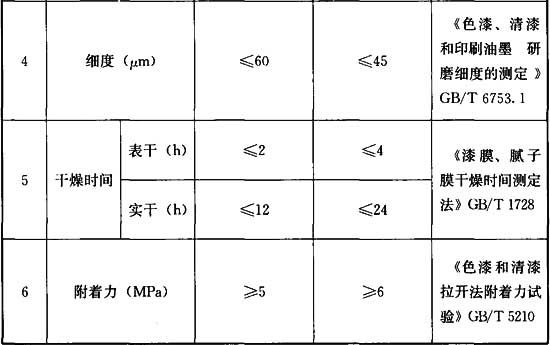 4 细度（μm） ≤60 ≤45 《色漆、清漆
和印刷油墨 研
磨细度的测定》
GB/T 6753.1
5 干燥时间 表干（h） ≤2 ≤4 《漆膜、腻子
膜干燥时间测定
法》GB/T 1728
实干（h） ≤12 ≤24
6 附着力（MPa） ≥5 ≥6 《色漆和清漆
拉开法附着力试
验》GB/T 5210